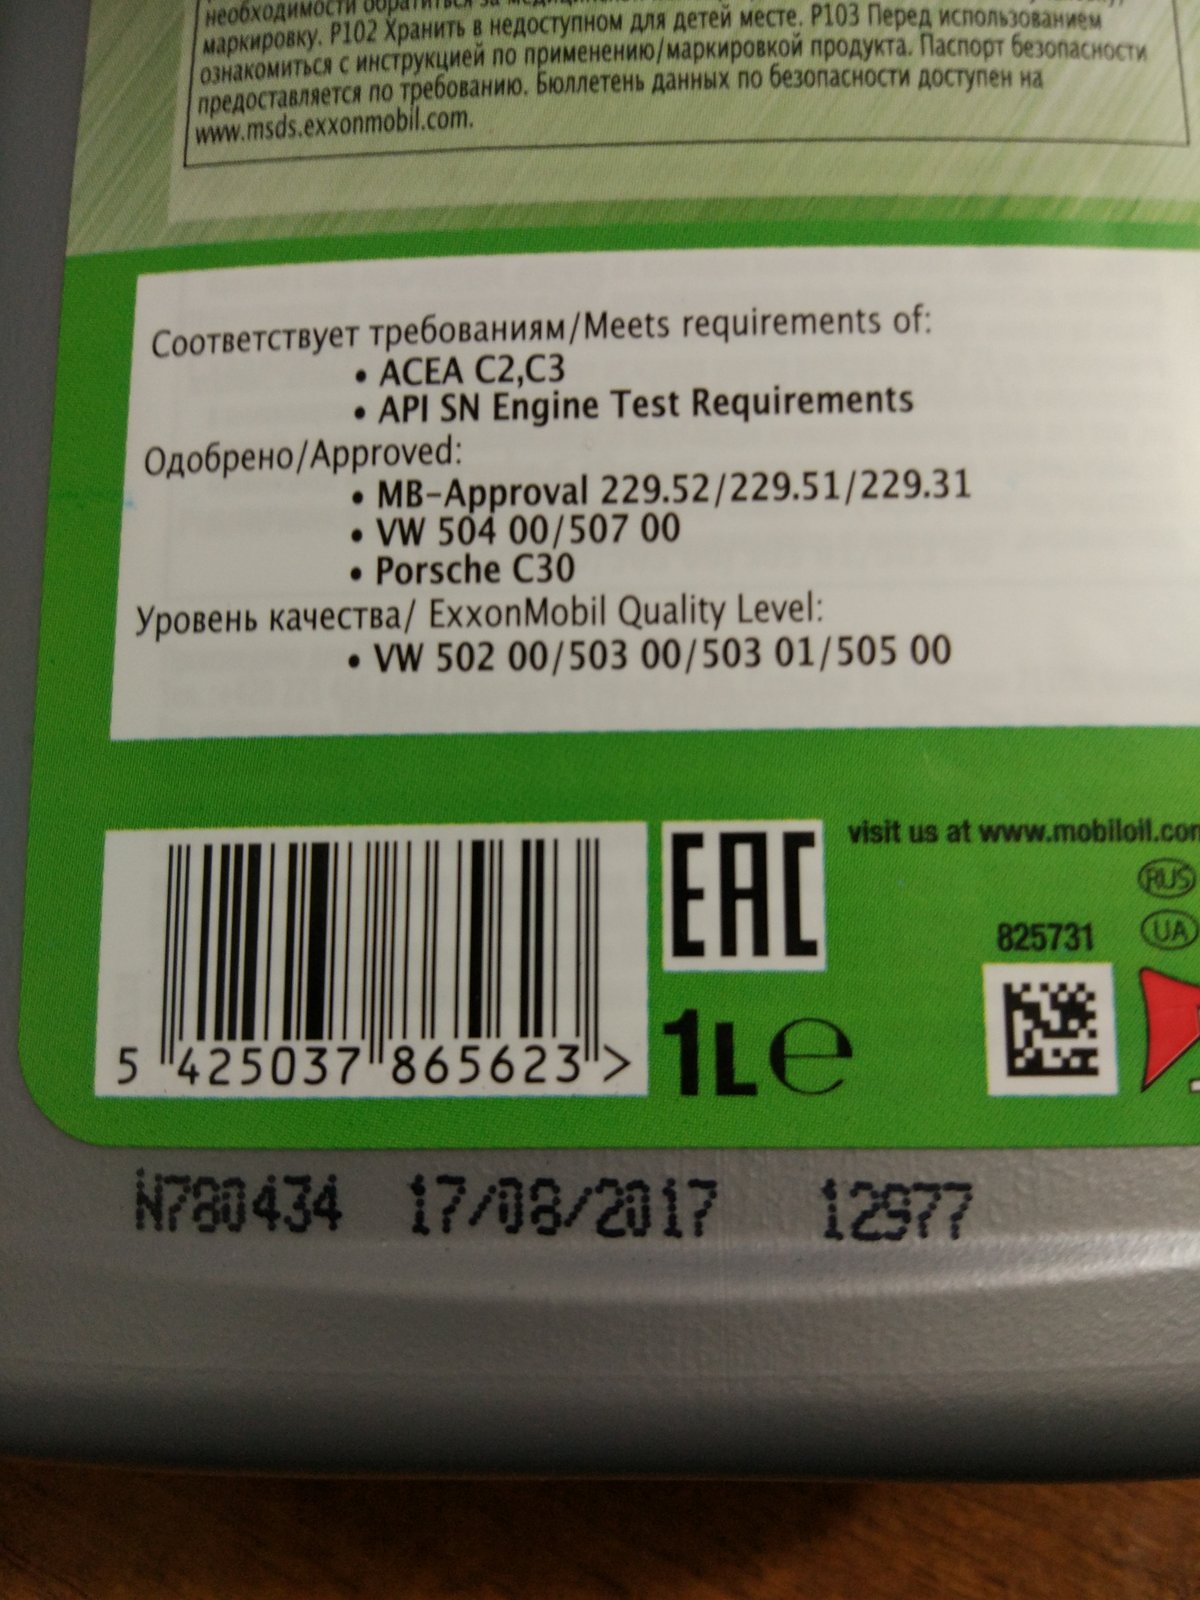 необходимости обратиться за
маркировку. P102 Хранить в недоступном для детей месте. P103 Перед использованием
ознакомиться с инструкцией по применению/маркировкой продукта. Паспорт безопасности
предоставляется по требованию. Бюллетень данных по безопасности доступен на
www.msds.exxonmobil.com.
Соответствует требованиям/Meets requirements of:
• ACEA C2,C3
• API SN Engine Test Requirements
Одобрено/Approved:
• MB-Approval 229.52/229.51/229.31
• VW 504 00/507 00
• Porsche C30
Уровень качества/ ExxonMobil Quality Level:
• VW 502 00/503 00/503 01/505 00
visit us at www.mobiloil.com
EAC
RUS
825731
UA
5 425037 865623 >
1L e
N780434 17/08/2017 12977